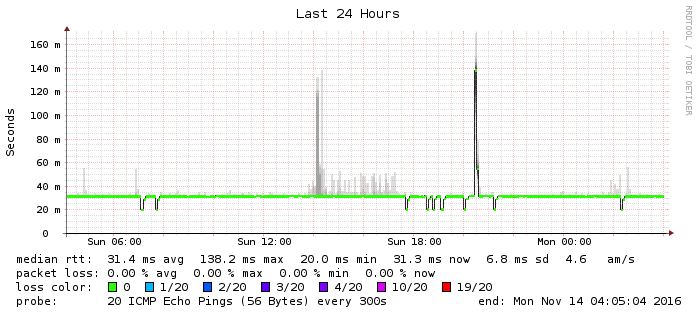 Last 24 Hours
RRDTOOL / TOBI OETIKER
Seconds
160 m
140 m
120 m
100 m
80 m
60 m
40 m
20 m
0
Sun 06:00 Sun 12:00 Sun 18:00 Mon 00:00
median rtt: 31.4 ms avg 138.2 ms max 20.0 ms min 31.3 ms now 6.8 ms sd 4.6 am/s
packet loss: 0.00 % avg 0.00 % max 0.00 % min 0.00 % now
loss color: 0 1/20 2/20 3/20 4/20 10/20 19/20
probe: 20 ICMP Echo Pings (56 Bytes) every 300s end: Mon Nov 14 04:05:04 2016